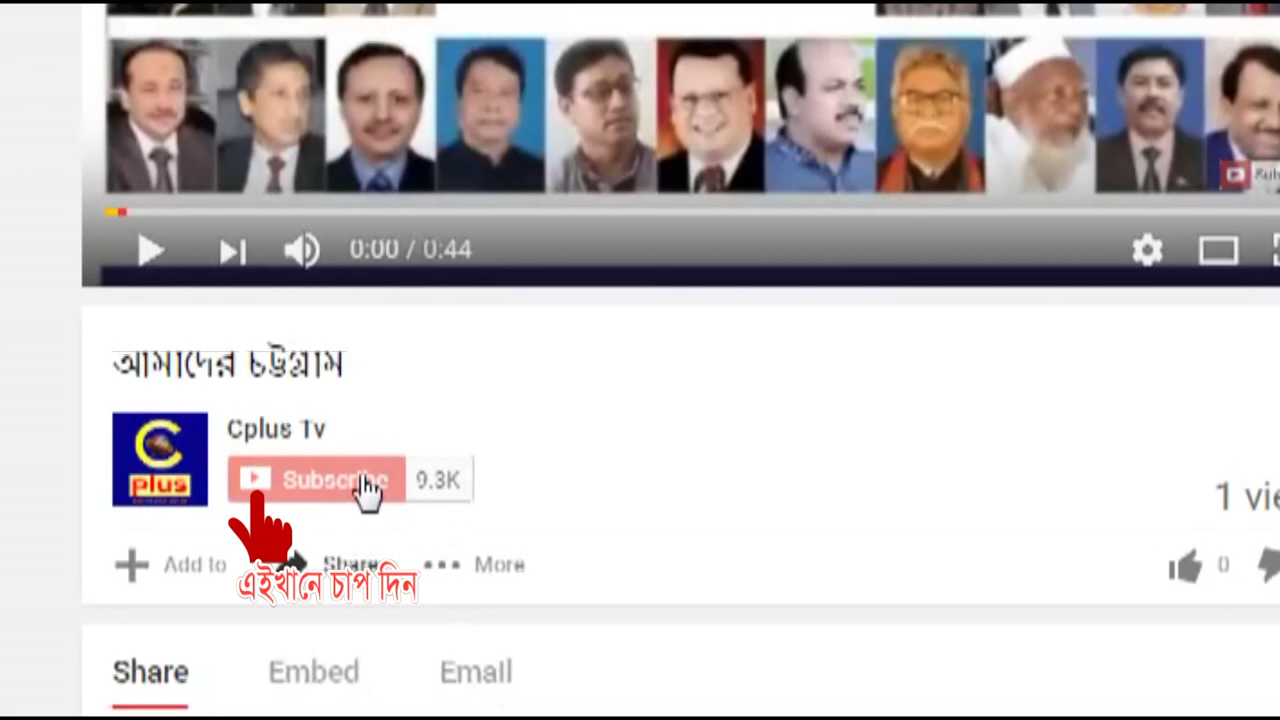 0:00 / 0:44
আমাদের চট্টগ্রাম
C
plus
Cplus Tv
Subscribe 9.3K
1 vie
Add to Share ••• More
0
এইখানে চাপ দিন
Share Embed Email